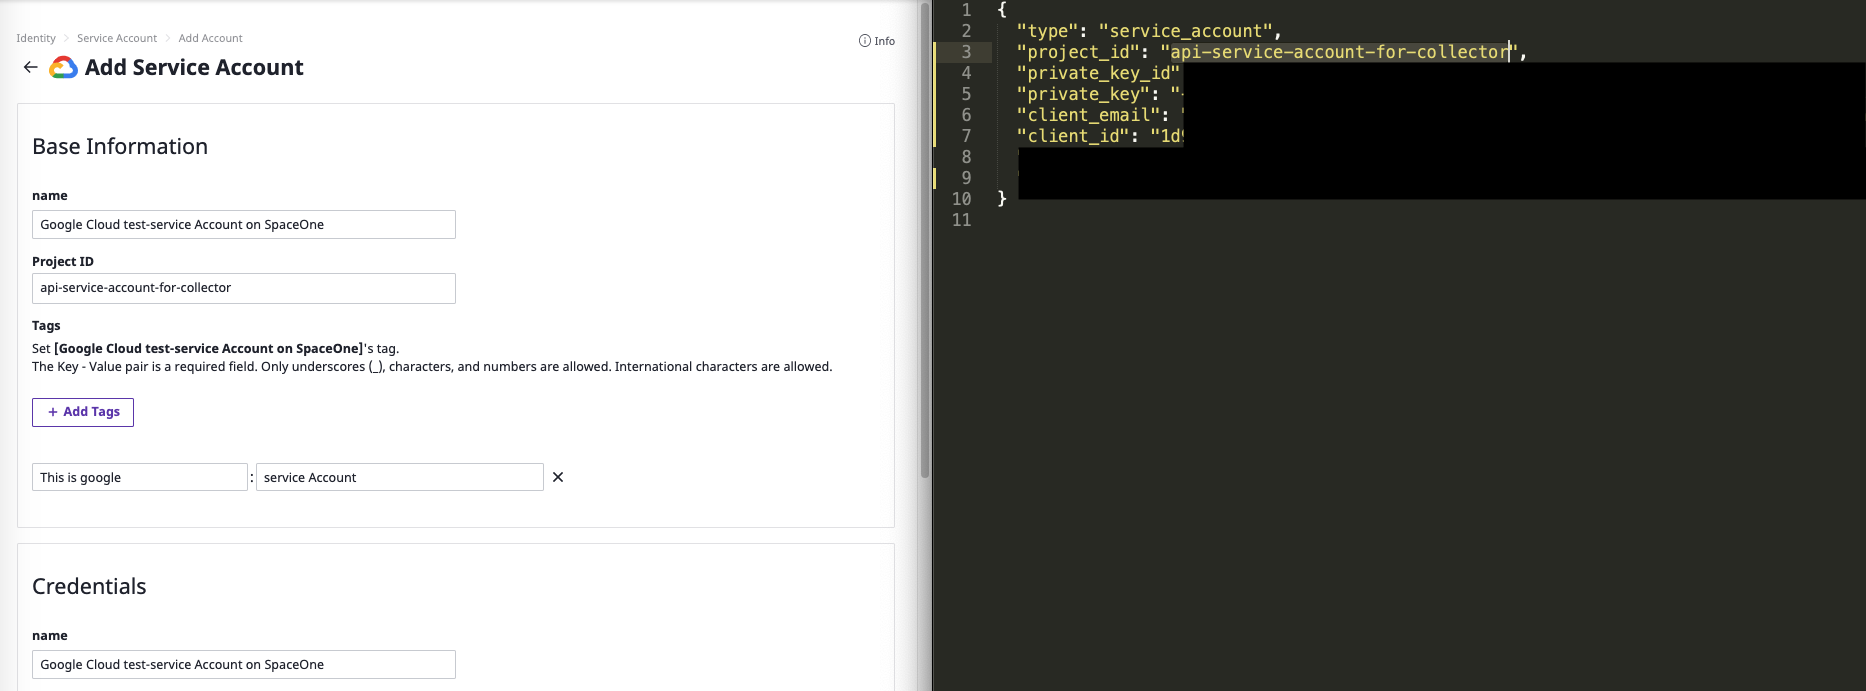 Identity > Service Account > Add Account
Info
← Add Service Account
Base Information
name
Google Cloud test-service Account on SpaceOne
Project ID
api-service-account-for-collector
Tags
Set [Google Cloud test-service Account on SpaceOne]'s tag.
The Key - Value pair is a required field. Only underscores (_), characters, and numbers are allowed. International characters are allowed.
+ Add Tags
This is google : service Account ✕
Credentials
name
Google Cloud test-service Account on SpaceOne
1 {
2 "type": "service_account",
3 "project_id": "api-service-account-for-collector",
4 "private_key_id"
5 "private_key": "-
6 "client_email": "
7 "client_id": "1d
8
9
10 }
11